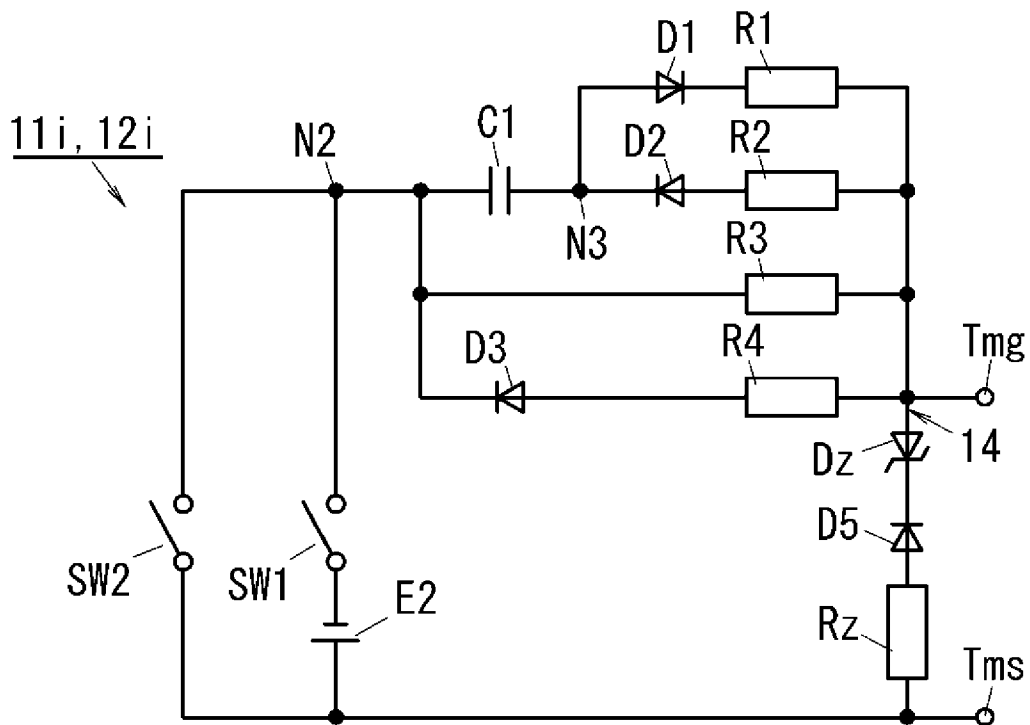 R1
D1
11i, 12i
C1
R2
D2
N2
N3
R3
R4
D3
Tmg
14
Dz
D5
SW2
SW1
E2
Rz
Tms